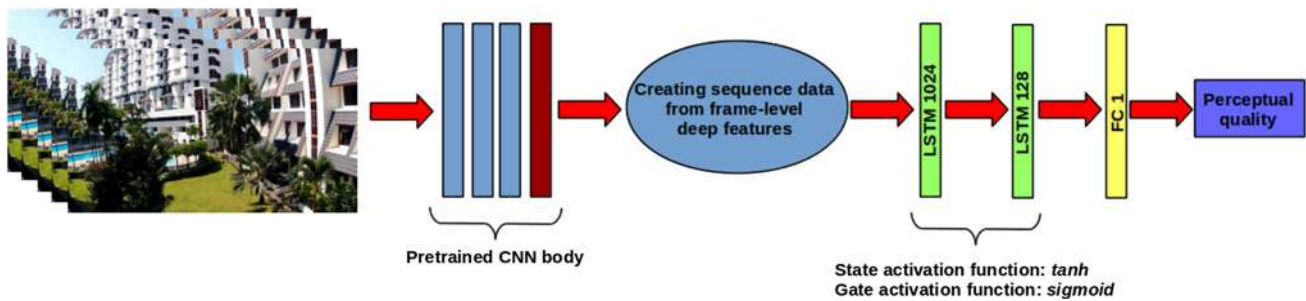 Creating sequence data
from frame-level
deep features
LSTM 1024
LSTM 128
FC 1
Perceptual
quality
Pretrained CNN body
State activation function: tanh
Gate activation function: sigmoid